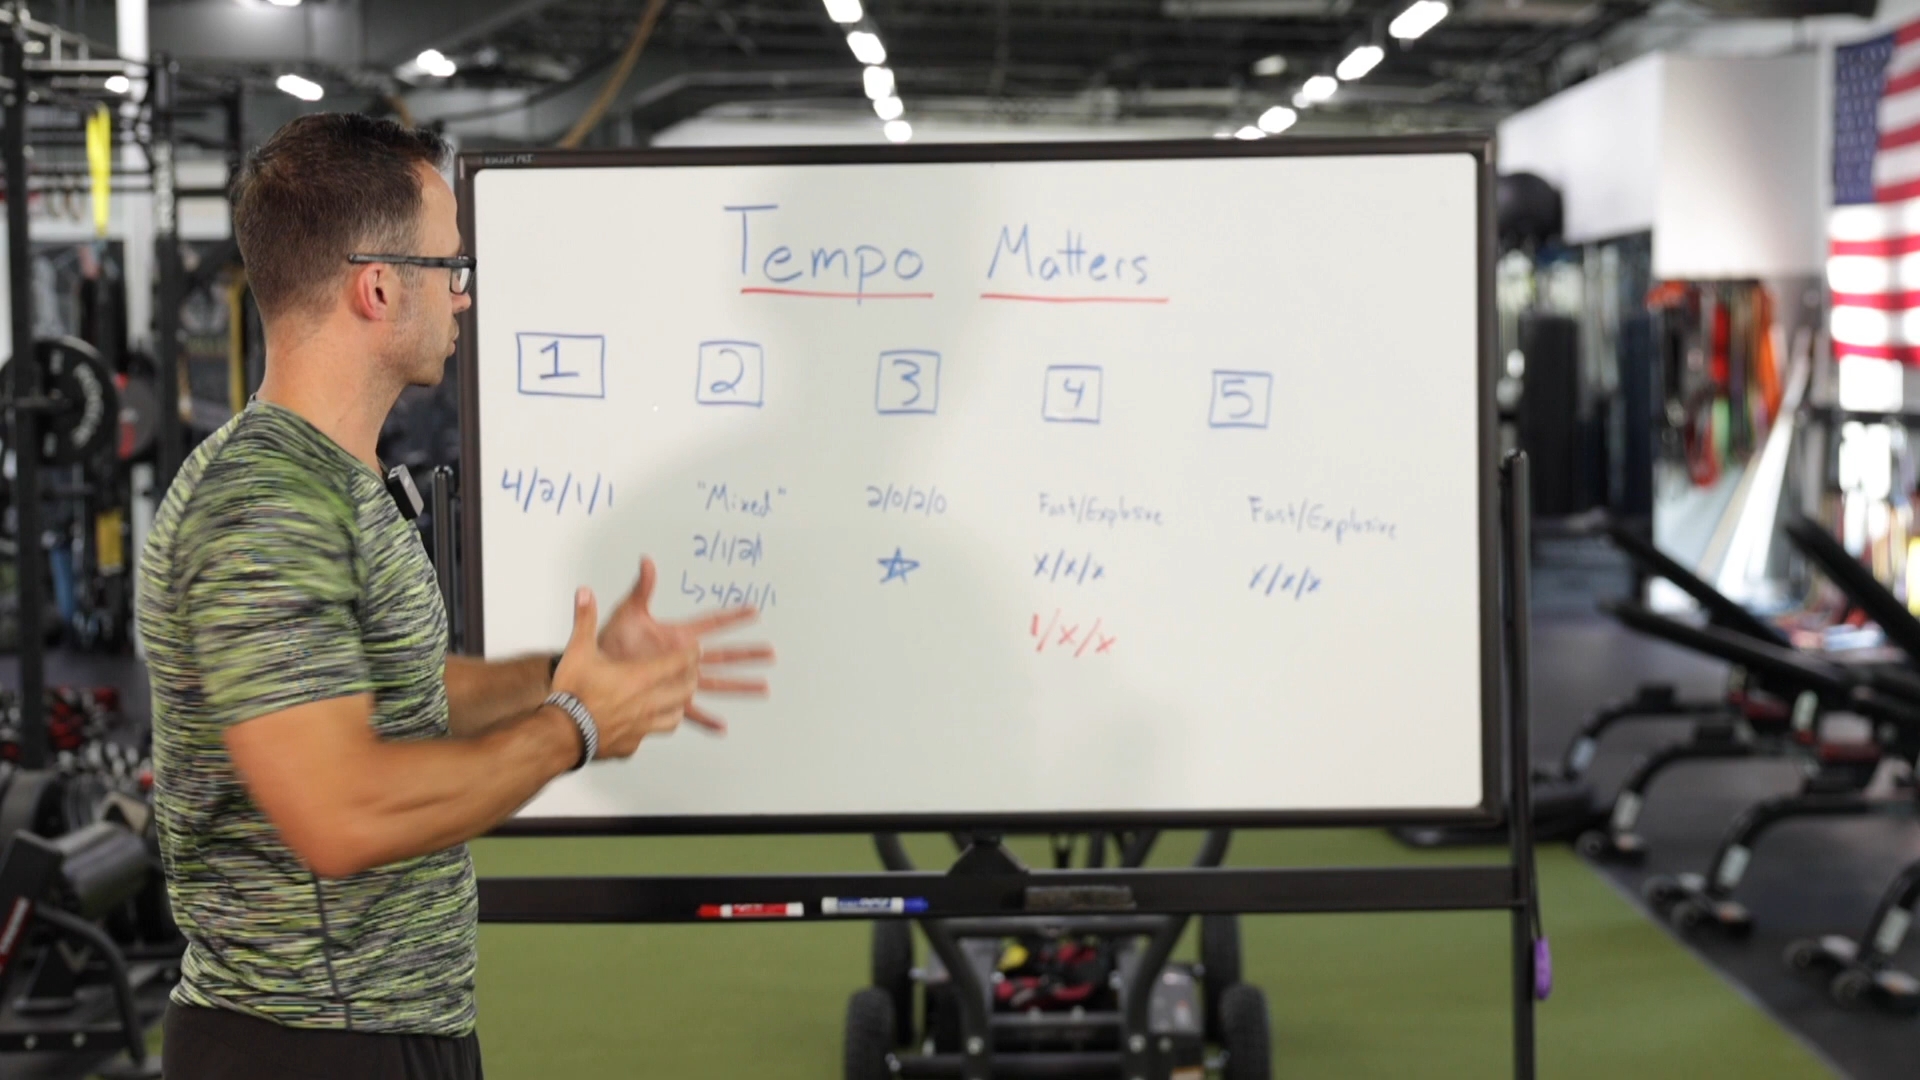 Tempo Matters
1 2 3 4 5
4/2/1/1
"Mixed"
2/1/2/1
↳ 4/2/1/1
2/0/2/0
Fast/Explosive
x/x/x
1/x/x
Fast/Explosive
x/x/x